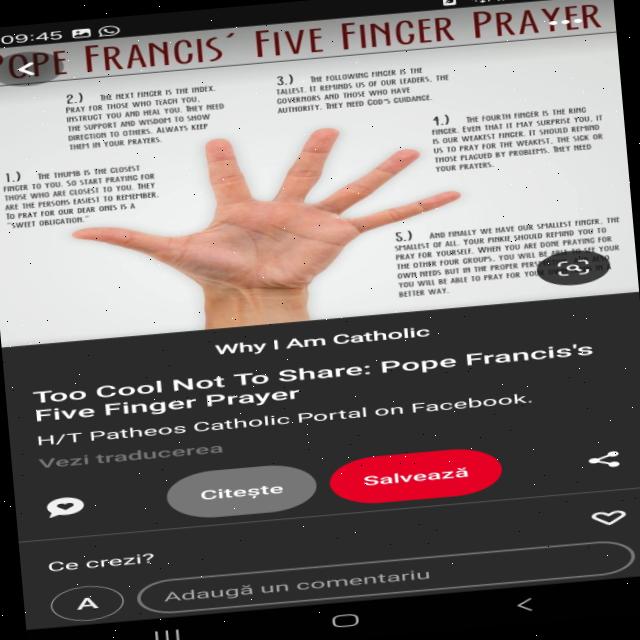 09:45
POPE FRANCIS' FIVE FINGER PRAYER
2.) THE NEXT FINGER IS THE INDEX.
PRAY FOR THOSE WHO TEACH YOU,
INSTRUCT YOU AND HEAL YOU. THEY NEED
THE SUPPORT AND WISDOM TO SHOW
DIRECTION TO OTHERS. ALWAYS KEEP
THEM IN YOUR PRAYERS.
3.) THE FOLLOWING FINGER IS THE
TALLEST. IT REMINDS US OF OUR LEADERS, THE
GOVERNORS AND THOSE WHO HAVE
AUTHORITY. THEY NEED GOD'S GUIDANCE.
1.) THE THUMB IS THE CLOSEST
FINGER TO YOU. SO START PRAYING FOR
THOSE WHO ARE CLOSEST TO YOU. THEY
ARE THE PERSONS EASIEST TO REMEMBER.
TO PRAY FOR OUR DEAR ONES IS A
"SWEET OBLIGATION."
4.) THE FOURTH FINGER IS THE RING
FINGER. EVEN THAT IT MAY SURPRISE YOU, IT
IS OUR WEAKEST FINGER. IT SHOULD REMIND
US TO PRAY FOR THE WEAKEST, THE SICK OR
THOSE PLAGUED BY PROBLEMS. THEY NEED
YOUR PRAYERS.
5.) AND FINALLY WE HAVE OUR SMALLEST FINGER, THE
SMALLEST OF ALL. YOUR PINKIE SHOULD REMIND YOU TO
PRAY FOR YOURSELF. WHEN YOU ARE DONE PRAYING FOR
THE OTHER FOUR GROUPS, YOU WILL BE ABLE TO SEE YOUR
OWN NEEDS BUT IN THE PROPER
YOU WILL BE ABLE TO PRAY FOR IN A
BETTER WAY.
Why I Am Catholic
Too Cool Not To Share: Pope Francis's
Five Finger Prayer
H/T Patheos Catholic Portal on Facebook.
Vezi traducerea
Citește
Salvează
Ce crezi?
A
Adaugă un comentariu